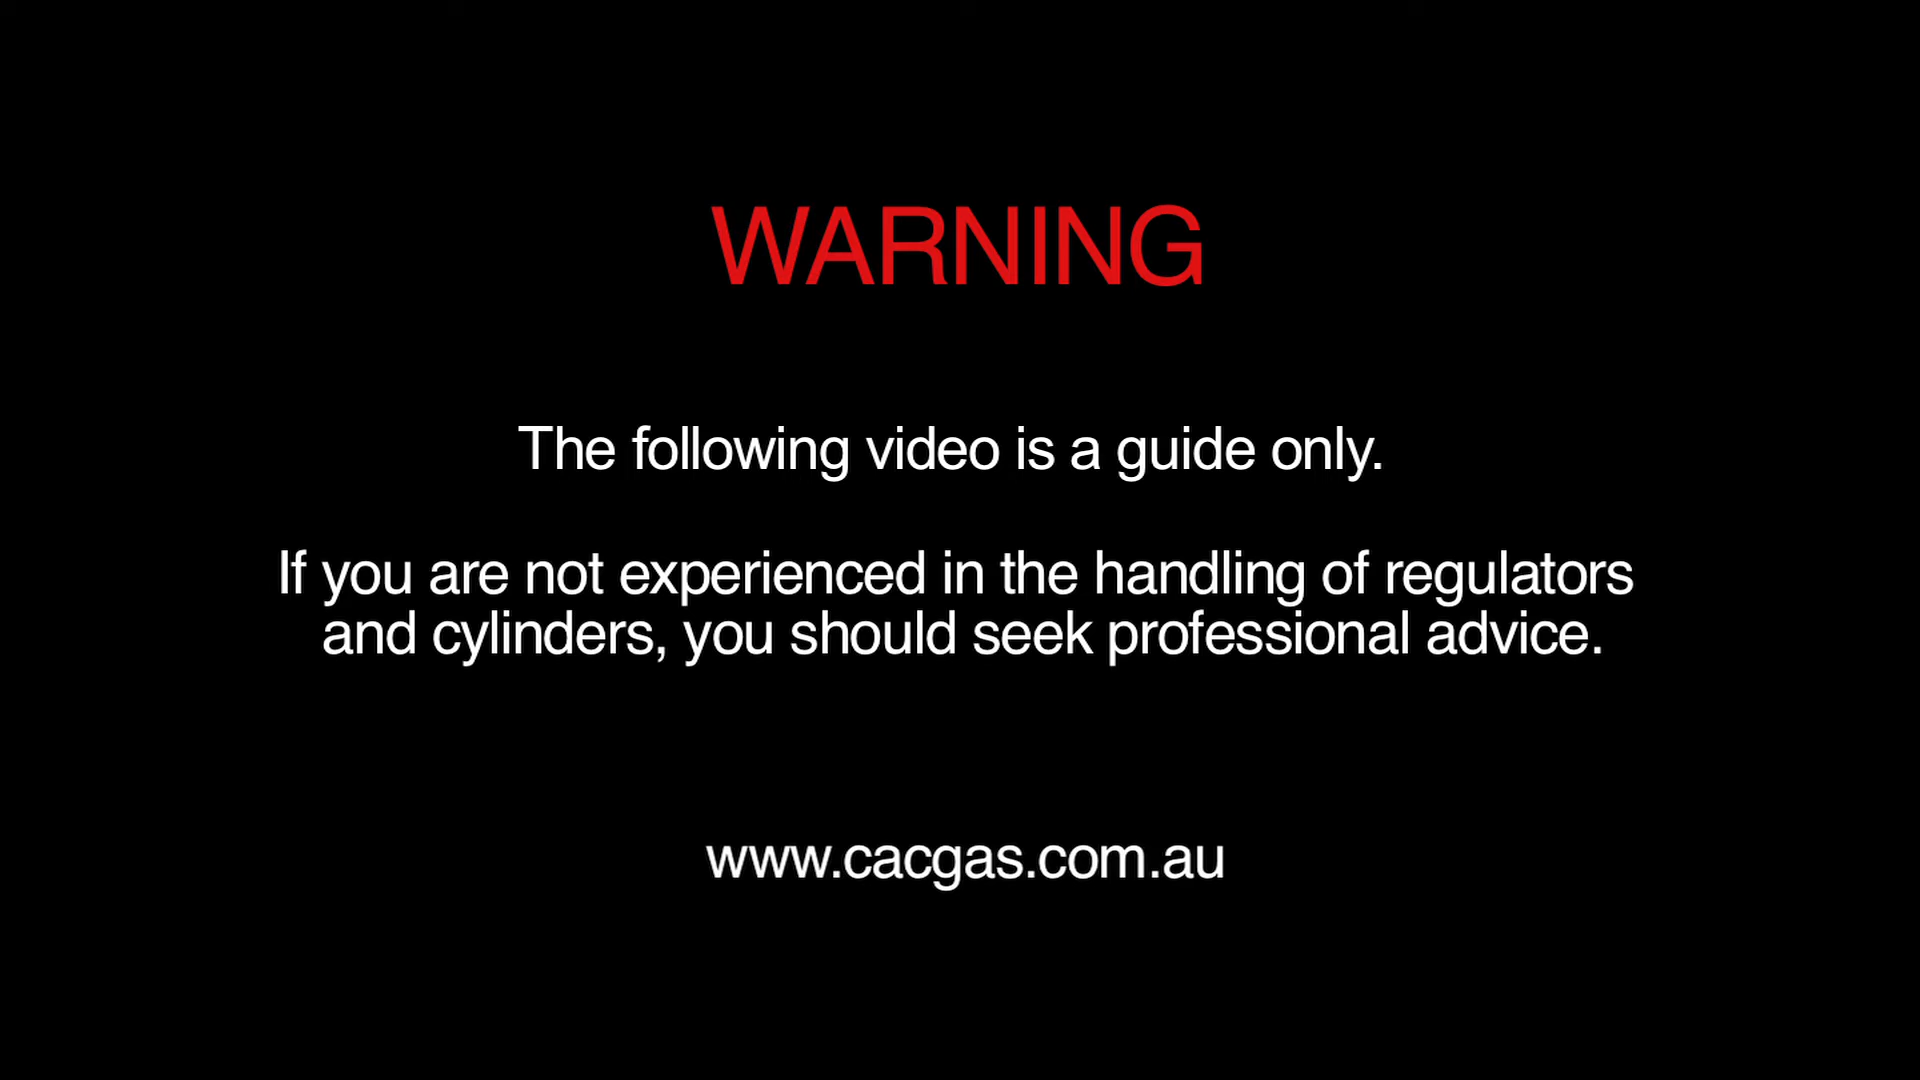 WARNING
The following video is a guide only.
If you are not experienced in the handling of regulators
and cylinders, you should seek professional advice.
www.cacgas.com.au